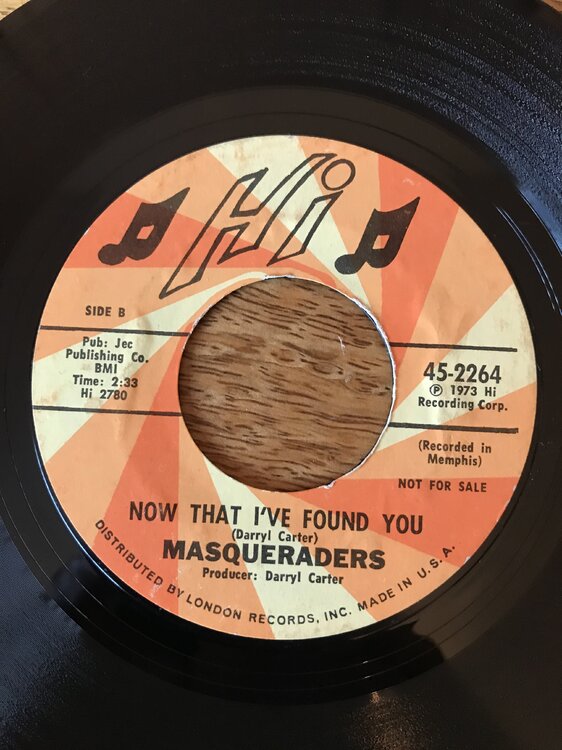 Hi
SIDE B
Pub: Jec
Publishing Co.
BMI
Time: 2:33
Hi 2780
45-2264
℗ 1973 Hi
Recording Corp.
(Recorded in
Memphis)
NOT FOR SALE
NOW THAT I'VE FOUND YOU
(Darryl Carter)
MASQUERADERS
Producer: Darryl Carter
DISTRIBUTED BY LONDON RECORDS, INC. MADE IN U.S.A.